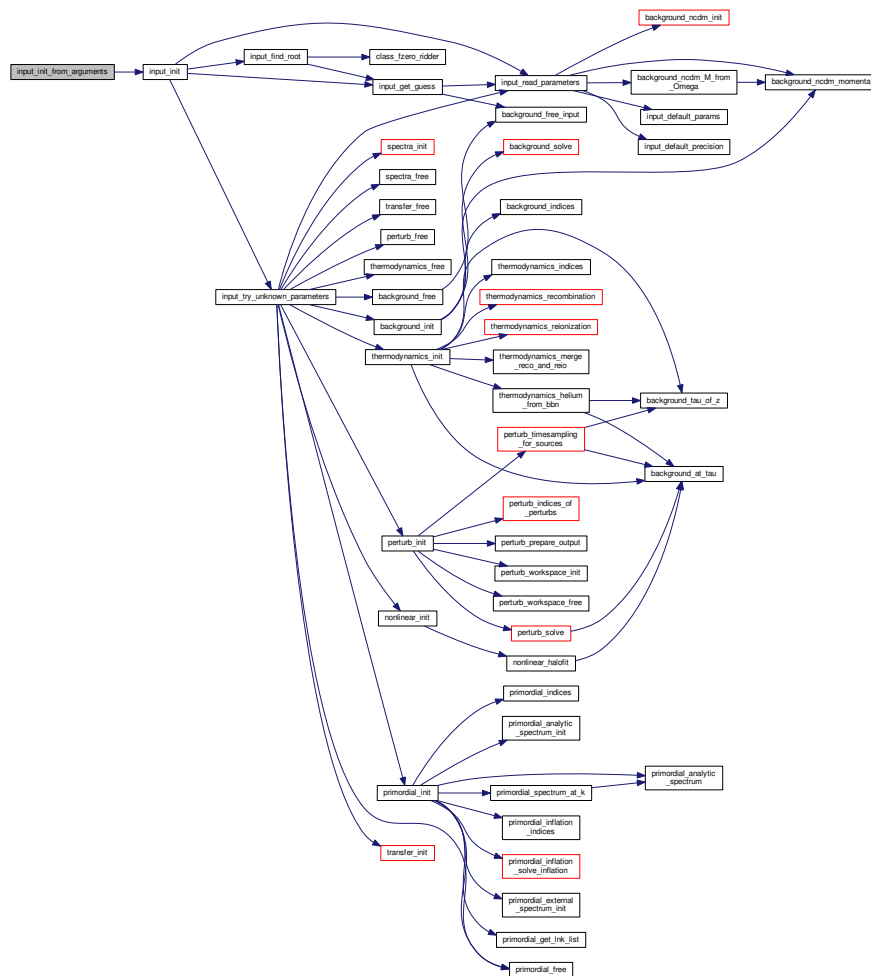 background_ncdm_init
input_find_root
class_fzero_ridder
input_init_from_arguments
input_init
input_get_guess
input_read_parameters
background_ncdm_M_from
_Omega
background_ncdm_momenta
background_free_input
input_default_params
input_default_precision
spectra_init
background_solve
spectra_free
transfer_free
background_indices
perturb_free
thermodynamics_free
thermodynamics_indices
input_try_unknown_parameters
background_free
thermodynamics_recombination
background_init
thermodynamics_reionization
thermodynamics_init
thermodynamics_merge
_reco_and_reio
thermodynamics_helium
_from_bbn
background_tau_of_z
perturb_timesampling
_for_sources
background_at_tau
perturb_indices_of
_perturbs
perturb_init
perturb_prepare_output
perturb_workspace_init
perturb_workspace_free
nonlinear_init
perturb_solve
nonlinear_halofit
primordial_indices
primordial_analytic
_spectrum_init
primordial_analytic
_spectrum
primordial_init
primordial_spectrum_at_k
primordial_inflation
_indices
transfer_init
primordial_inflation
_solve_inflation
primordial_external
_spectrum_init
primordial_get_lnk_list
primordial_free